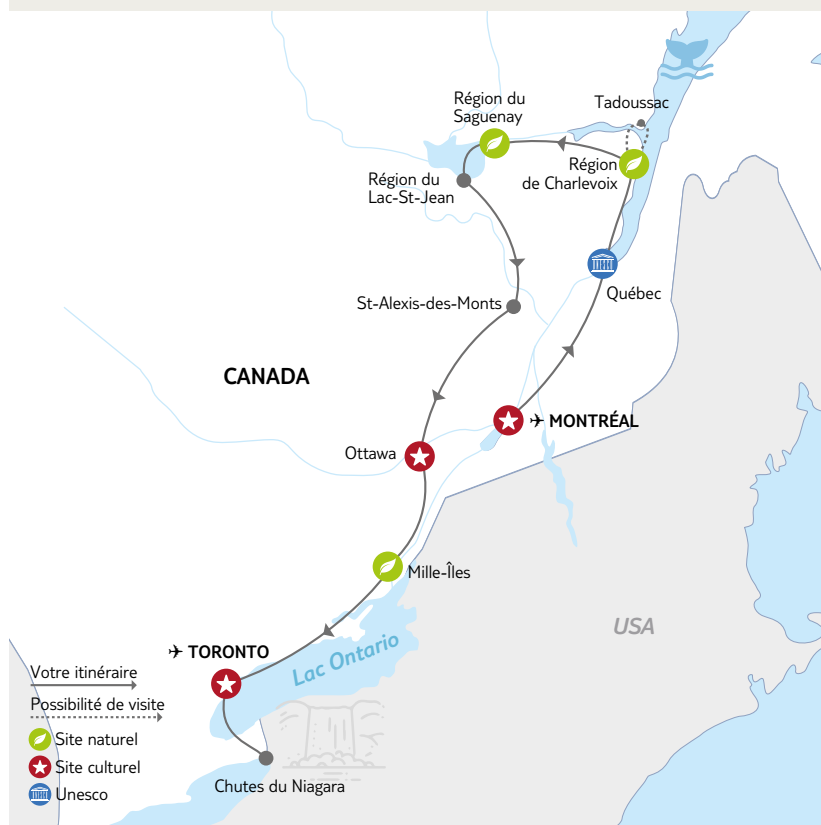 Région du
Saguenay
Tadoussac
Région
de Charlevoix
Région du
Lac-St-Jean
Québec
St-Alexis-des-Monts
CANADA
MONTRÉAL
Ottawa
Mille-Îles
USA
TORONTO
Lac Ontario
Votre itinéraire
Possibilité de visite
Site naturel
Site culturel
Unesco
Chutes du Niagara